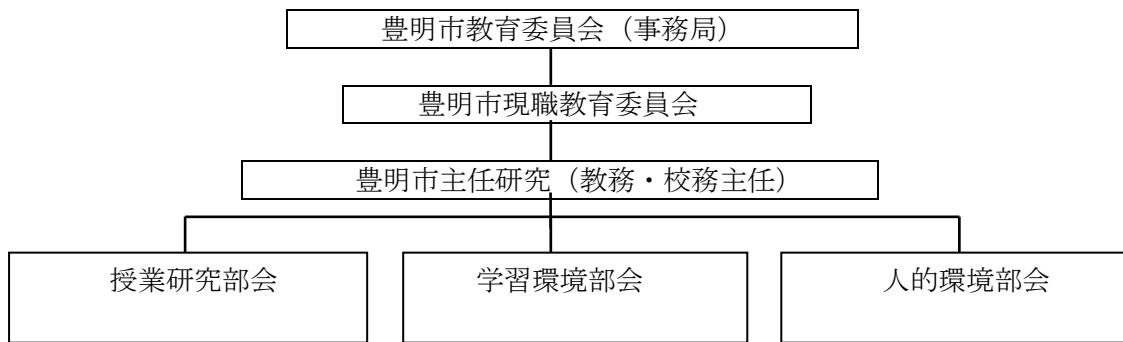 豊明市教育委員会（事務局）
豊明市現職教育委員会
豊明市主任研究（教務・校務主任）
授業研究部会
学習環境部会
人的環境部会